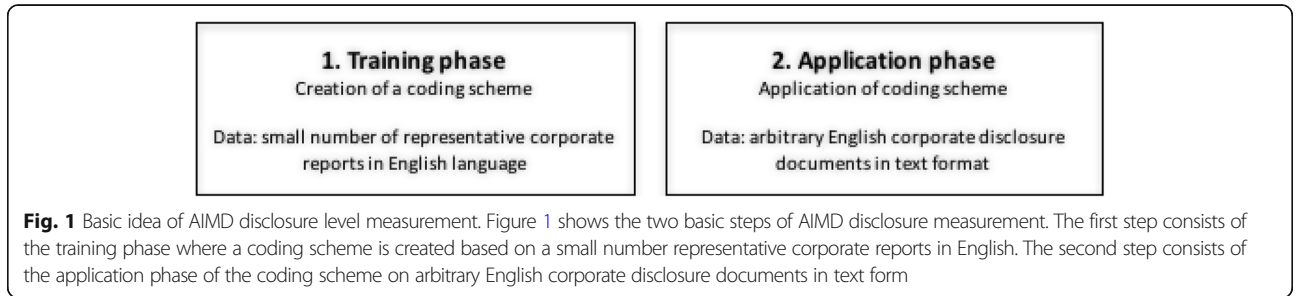 1. Training phase
Creation of a coding scheme
Data: small number of representative corporate
reports in English language
2. Application phase
Application of coding scheme
Data: arbitrary English corporate disclosure
documents in text format
Fig. 1 Basic idea of AIMD disclosure level measurement. Figure 1 shows the two basic steps of AIMD disclosure measurement. The first step consists of
the training phase where a coding scheme is created based on a small number representative corporate reports in English. The second step consists of
the application phase of the coding scheme on arbitrary English corporate disclosure documents in text form